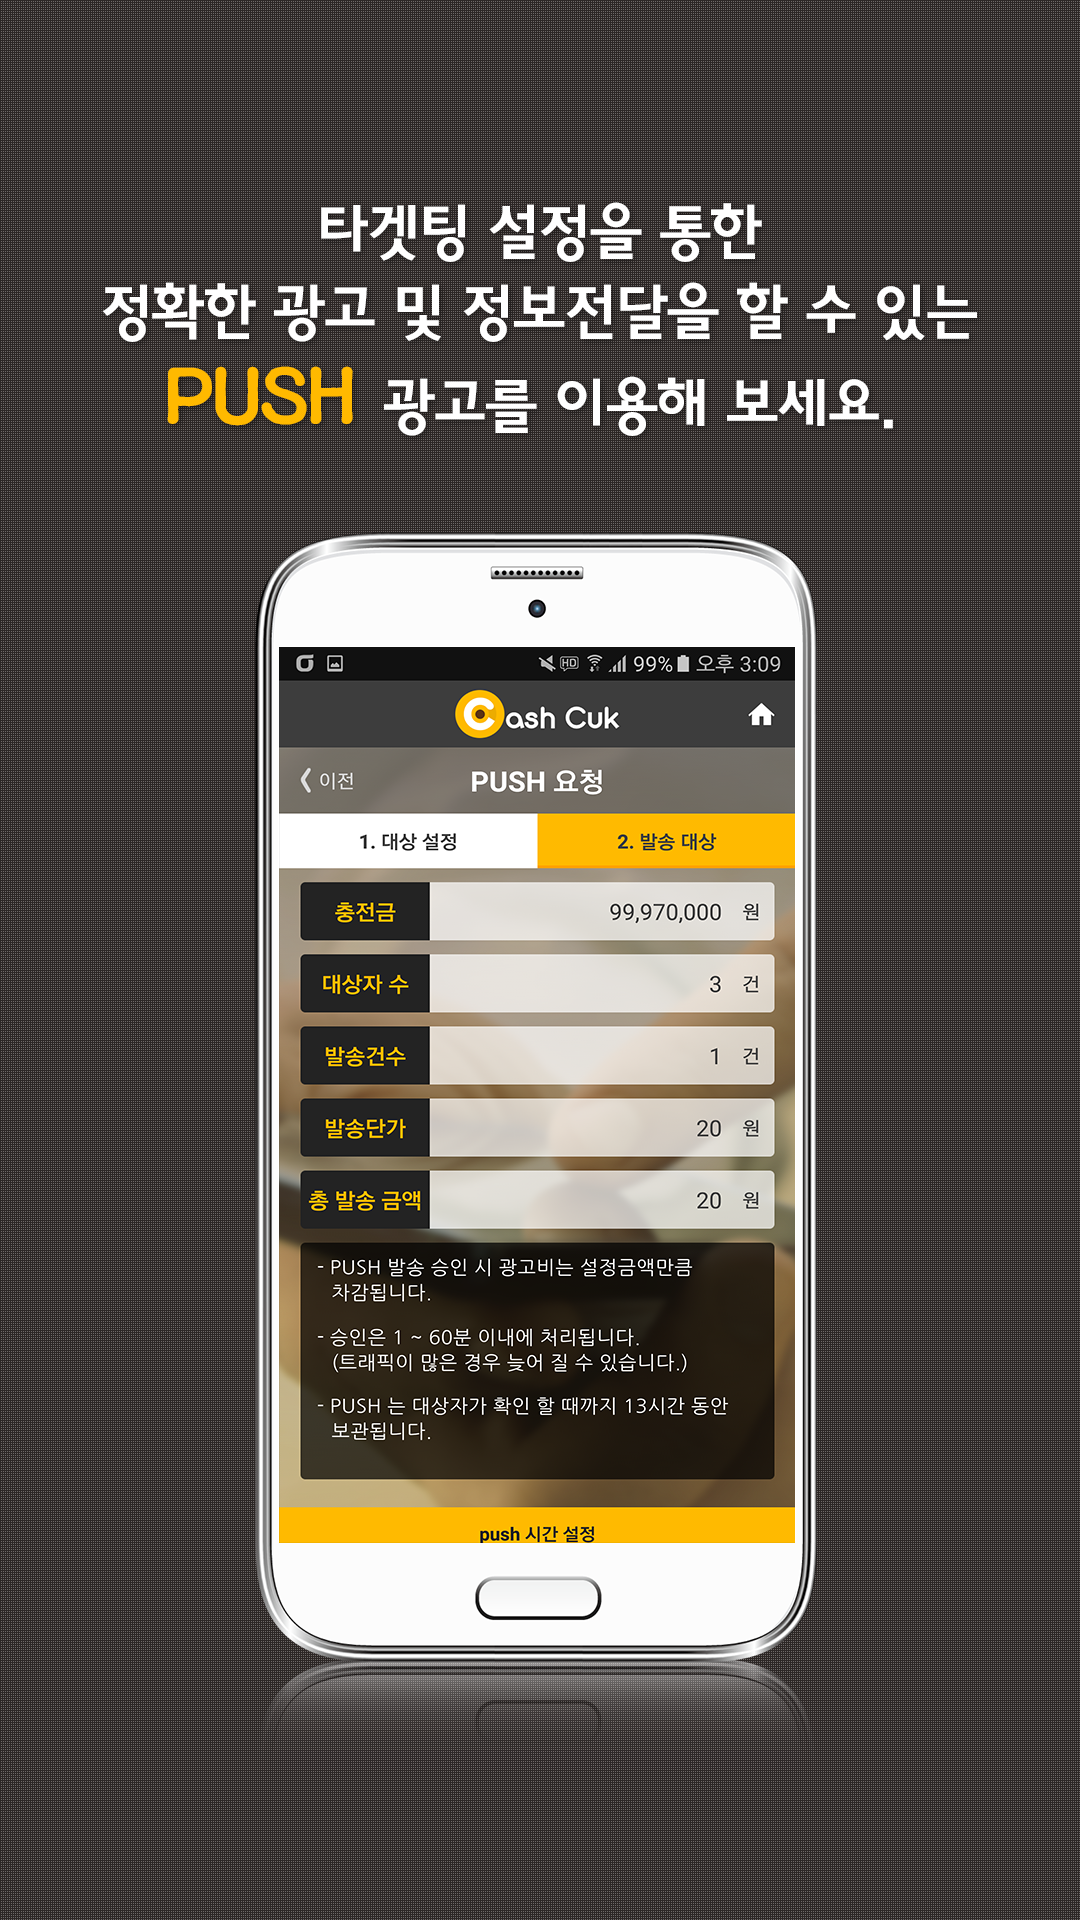 타겟팅 설정을 통한
정확한 광고 및 정보전달을 할 수 있는
PUSH 광고를 이용해 보세요.
HD 99% 오후 3:09
Cash Cuk
이전
PUSH 요청
1. 대상 설정
2. 발송 대상
충전금 99,970,000 원
대상자 수 3 건
발송건수 1 건
발송단가 20 원
총 발송 금액 20 원
- PUSH 발송 승인 시 광고비는 설정금액만큼
차감됩니다.
- 승인은 1 ~ 60분 이내에 처리됩니다.
(트래픽이 많은 경우 늦어 질 수 있습니다.)
- PUSH 는 대상자가 확인 할 때까지 13시간 동안
보관됩니다.
push 시간 설정